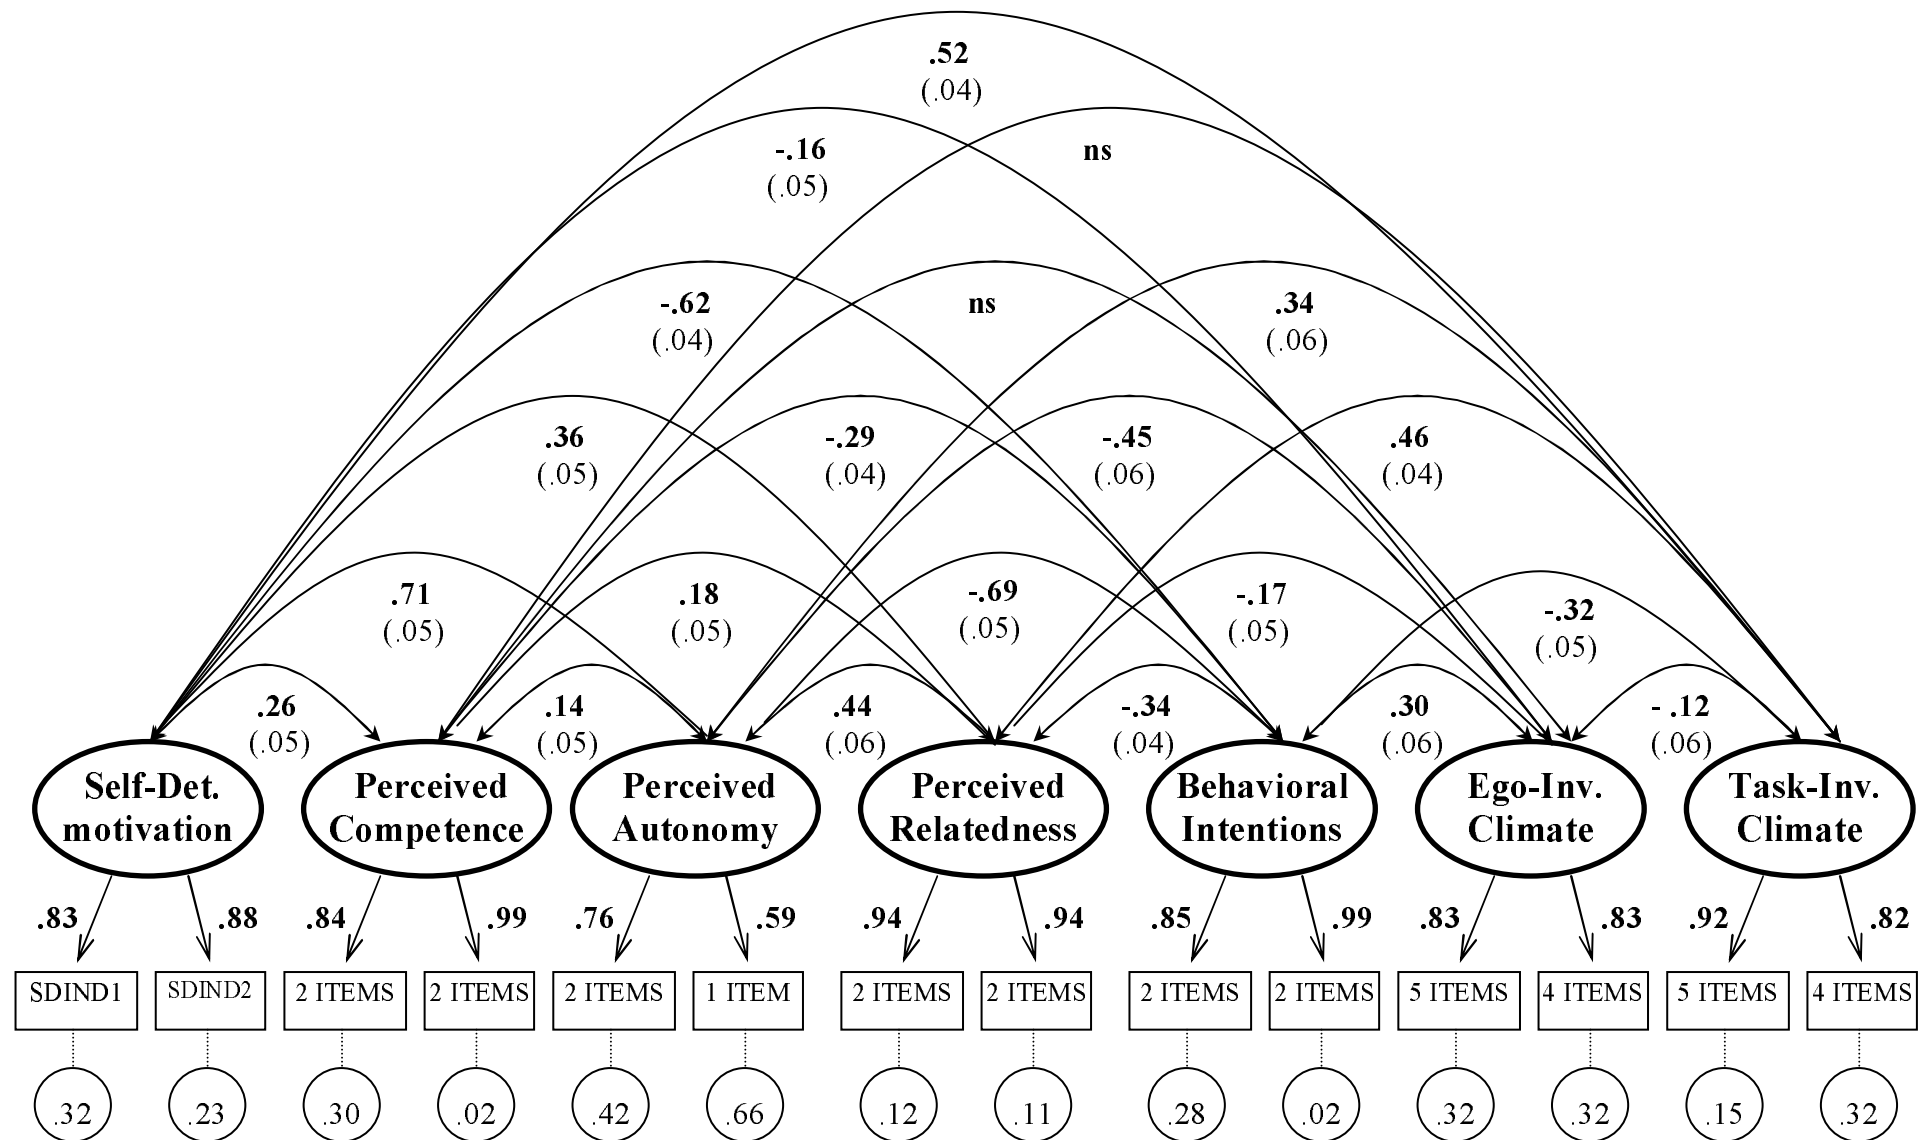 .52
(.04)
-.16
ns
(.05)
-.62
ns
.34
(.04)
(.06)
.36
-.29
-.45
.46
(.05)
(.04)
(.06)
(.04)
.71
.18
-.69
-.17
-.32
(.05)
(.05)
(.05)
(.05)
(.05)
.26
.14
.44
-.34
.30
- .12
(.05)
(.05)
(.06)
(.04)
(.06)
(.06)
Self-Det.
motivation
Perceived
Competence
Perceived
Autonomy
Perceived
Relatedness
Behavioral
Intentions
Ego-Inv.
Climate
Task-Inv.
Climate
.83
.88
.84
.99
.76
.59
.94
.94
.85
.99
.83
.83
.92
.82
SDIND1
SDIND2
2 ITEMS
2 ITEMS
2 ITEMS
1 ITEM
2 ITEMS
2 ITEMS
2 ITEMS
2 ITEMS
5 ITEMS
4 ITEMS
5 ITEMS
4 ITEMS
.32
.23
.30
.02
.42
.66
.12
.11
.28
.02
.32
.32
.15
.32